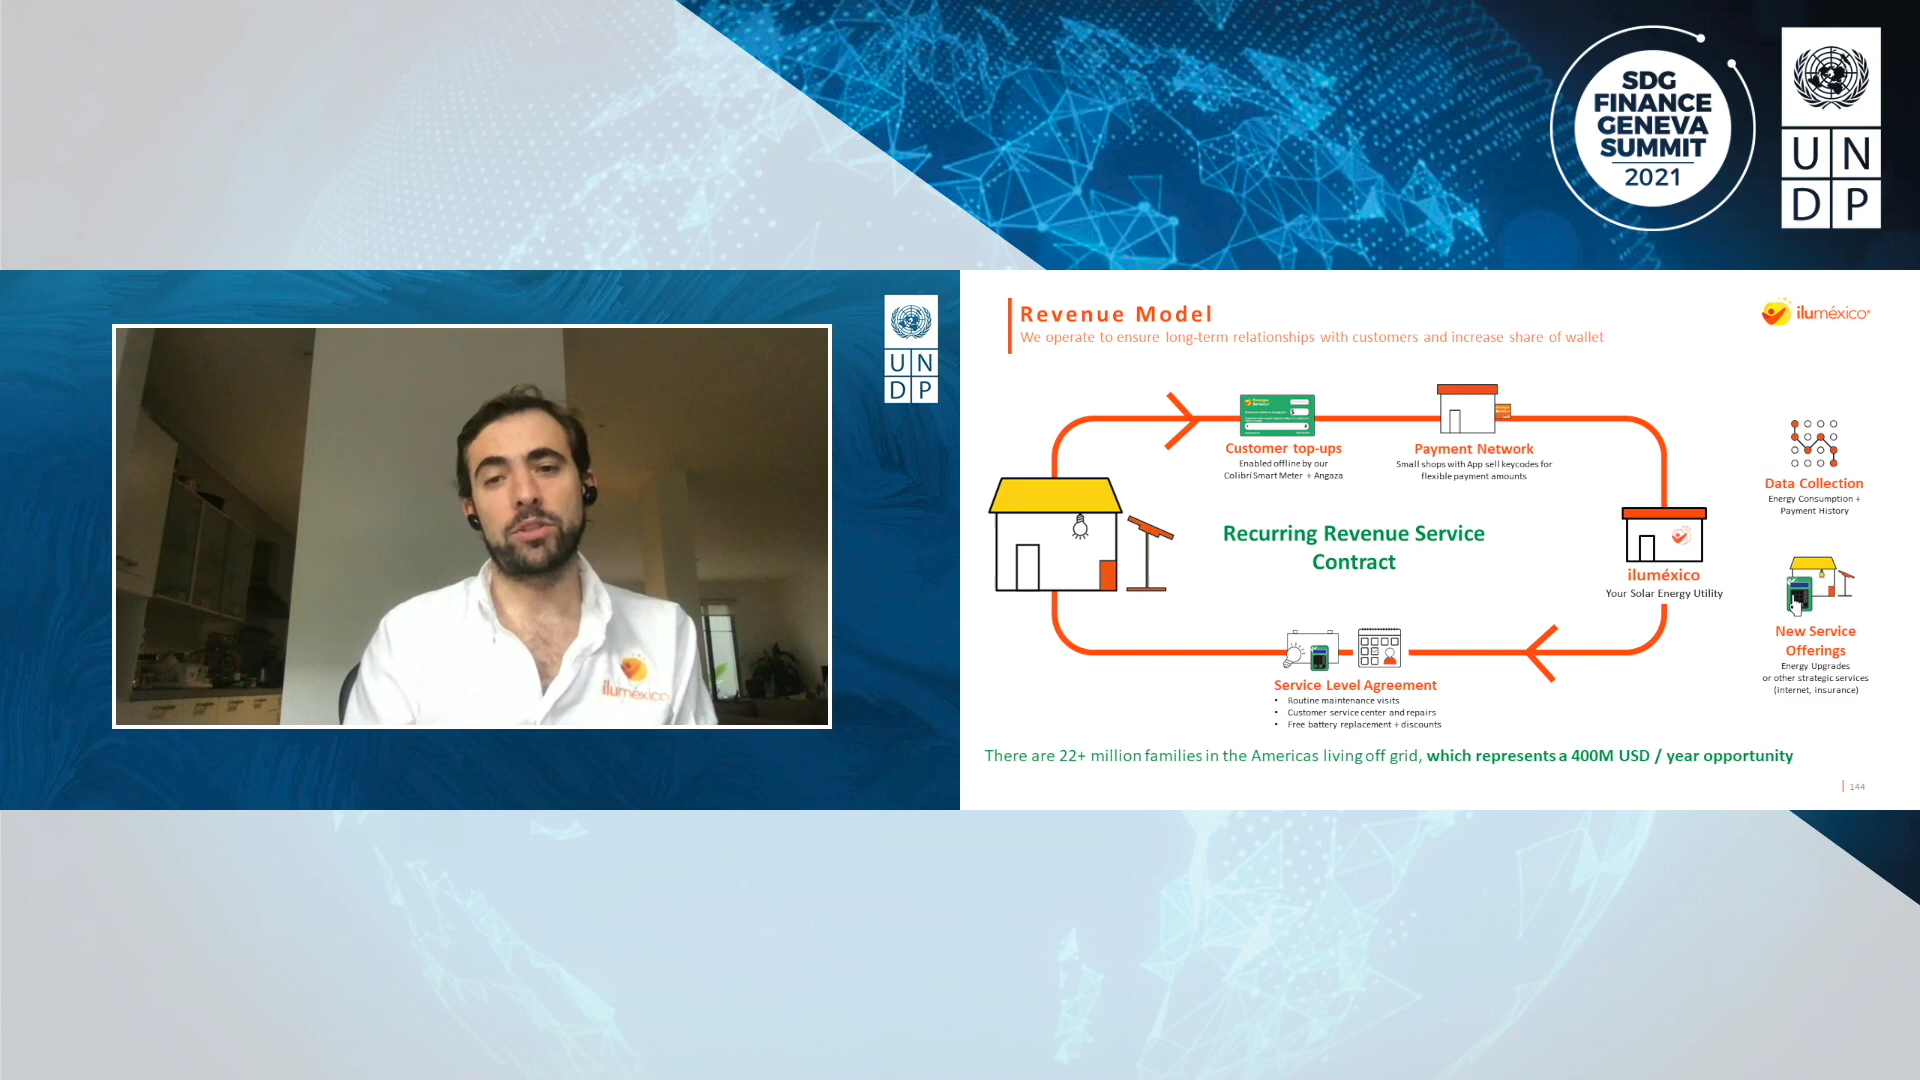 SDG
FINANCE
GENEVA
SUMMIT
2021
U N
D P
U N
D P
iluméxico
Revenue Model
We operate to ensure long-term relationships with customers and increase share of wallet
iluméxico®
Customer top-ups
Enabled offline by our
Colibrí Smart Meter + Angaza
Payment Network
Small shops with App sell keycodes for
flexible payment amounts
Data Collection
Energy Consumption +
Payment History
Recurring Revenue Service
Contract
iluméxico
Your Solar Energy Utility
New Service
Offerings
Energy Upgrades
or other strategic services
(internet, insurance)
Service Level Agreement
• Routine maintenance visits
• Customer service center and repairs
• Free battery replacement + discounts
There are 22+ million families in the Americas living off grid, which represents a 400M USD / year opportunity
144